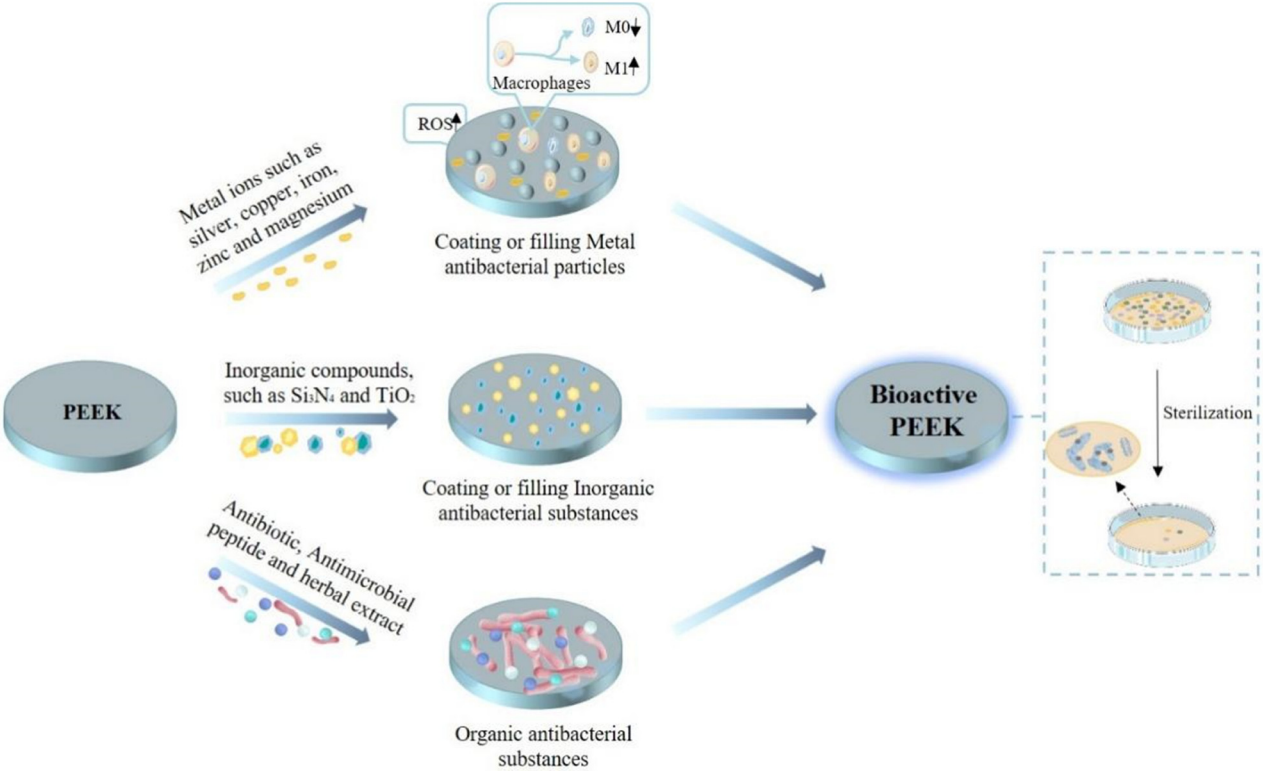 M0
M1
Macrophages
ROS
Metal ions such as
silver, copper, iron,
zinc and magnesium
Coating or filling Metal
antibacterial particles
PEEK
Inorganic compounds,
such as Si₃N₄ and TiO₂
Coating or filling Inorganic
antibacterial substances
Bioactive
PEEK
Sterilization
Antibiotic, Antimicrobial
peptide and herbal extract
Organic antibacterial
substances